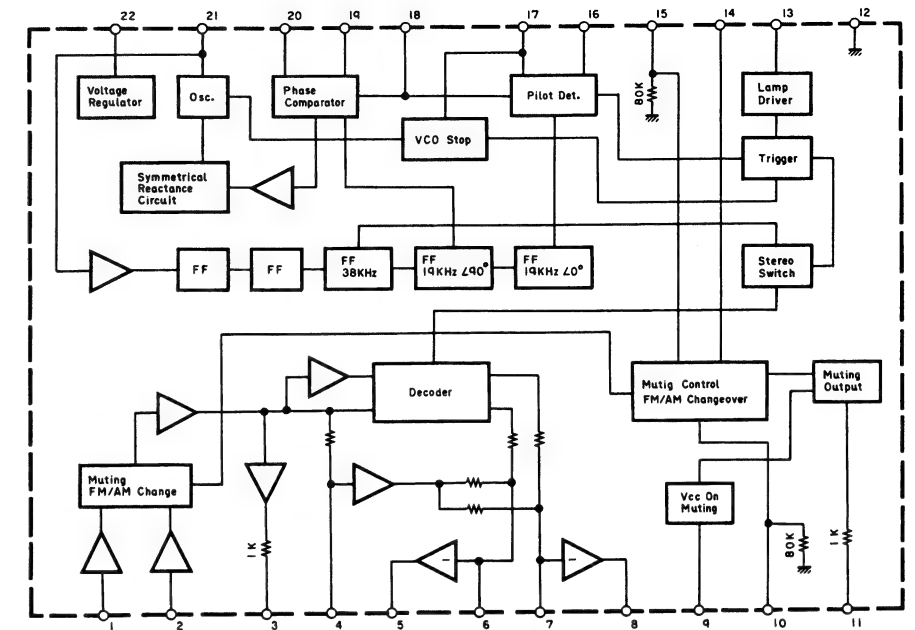 22 21 20 19 18 17 16 15 14 13 12
Voltage
Regulator
Osc.
Phase
Comparator
Pilot Det.
80K
Lamp
Driver
VCO Stop
Trigger
Symmetrical
Reactance
Circuit
FF
FF
FF
38KHz
FF
19KHz ∠90°
FF
19KHz ∠0°
Stereo
Switch
Decoder
Mutig Control
FM/AM Changeover
Muting
Output
Muting
FM/AM Change
Vcc On
Muting
1K
80K
1K
−
−
1 2 3 4 5 6 7 8 9 10 11